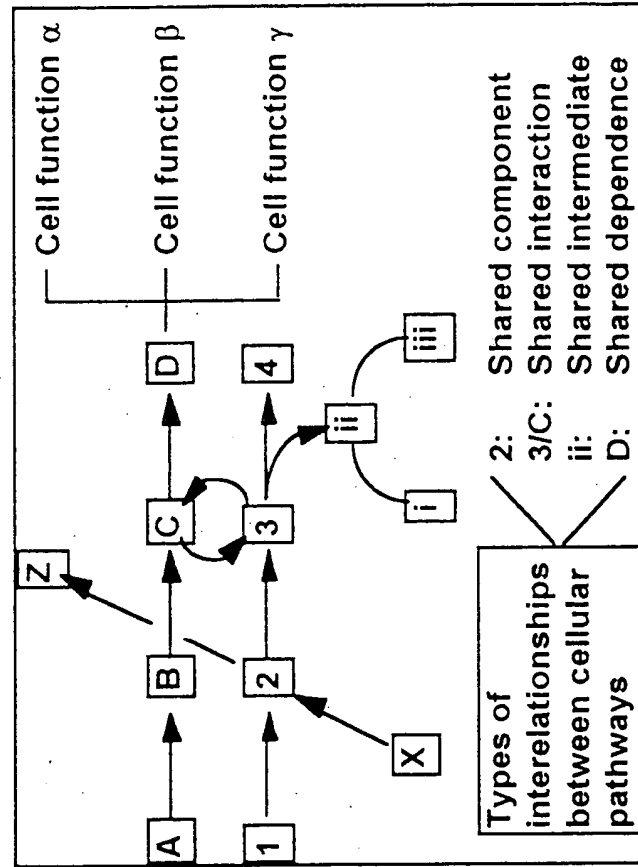 Z
Cell function α
A
B
C
D
Cell function β
1
2
3
4
Cell function γ
X
i
ii
iii
Types of
interelationships
between cellular
pathways
2: Shared component
3/C: Shared interaction
ii: Shared intermediate
D: Shared dependence